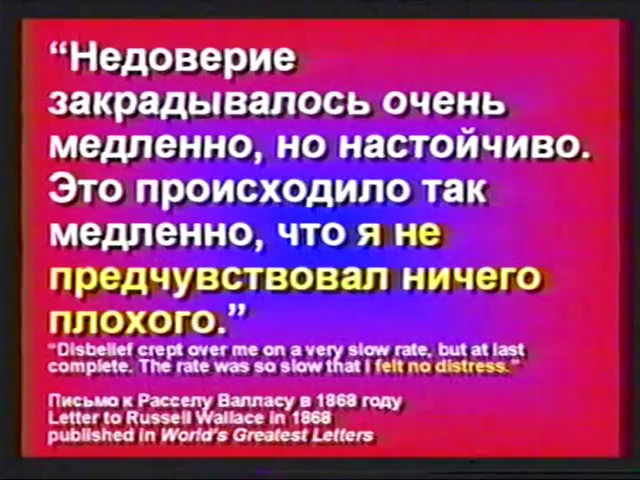 “Недоверие
закрадывалось очень
медленно, но настойчиво.
Это происходило так
медленно, что я не
предчувствовал ничего
плохого.”
“Disbelief crept over me on a very slow rate, but at last
complete. The rate was so slow that I felt no distress.”
Письмо к Расселу Валласу в 1868 году
Letter to Russell Wallace in 1868
published in World's Greatest Letters